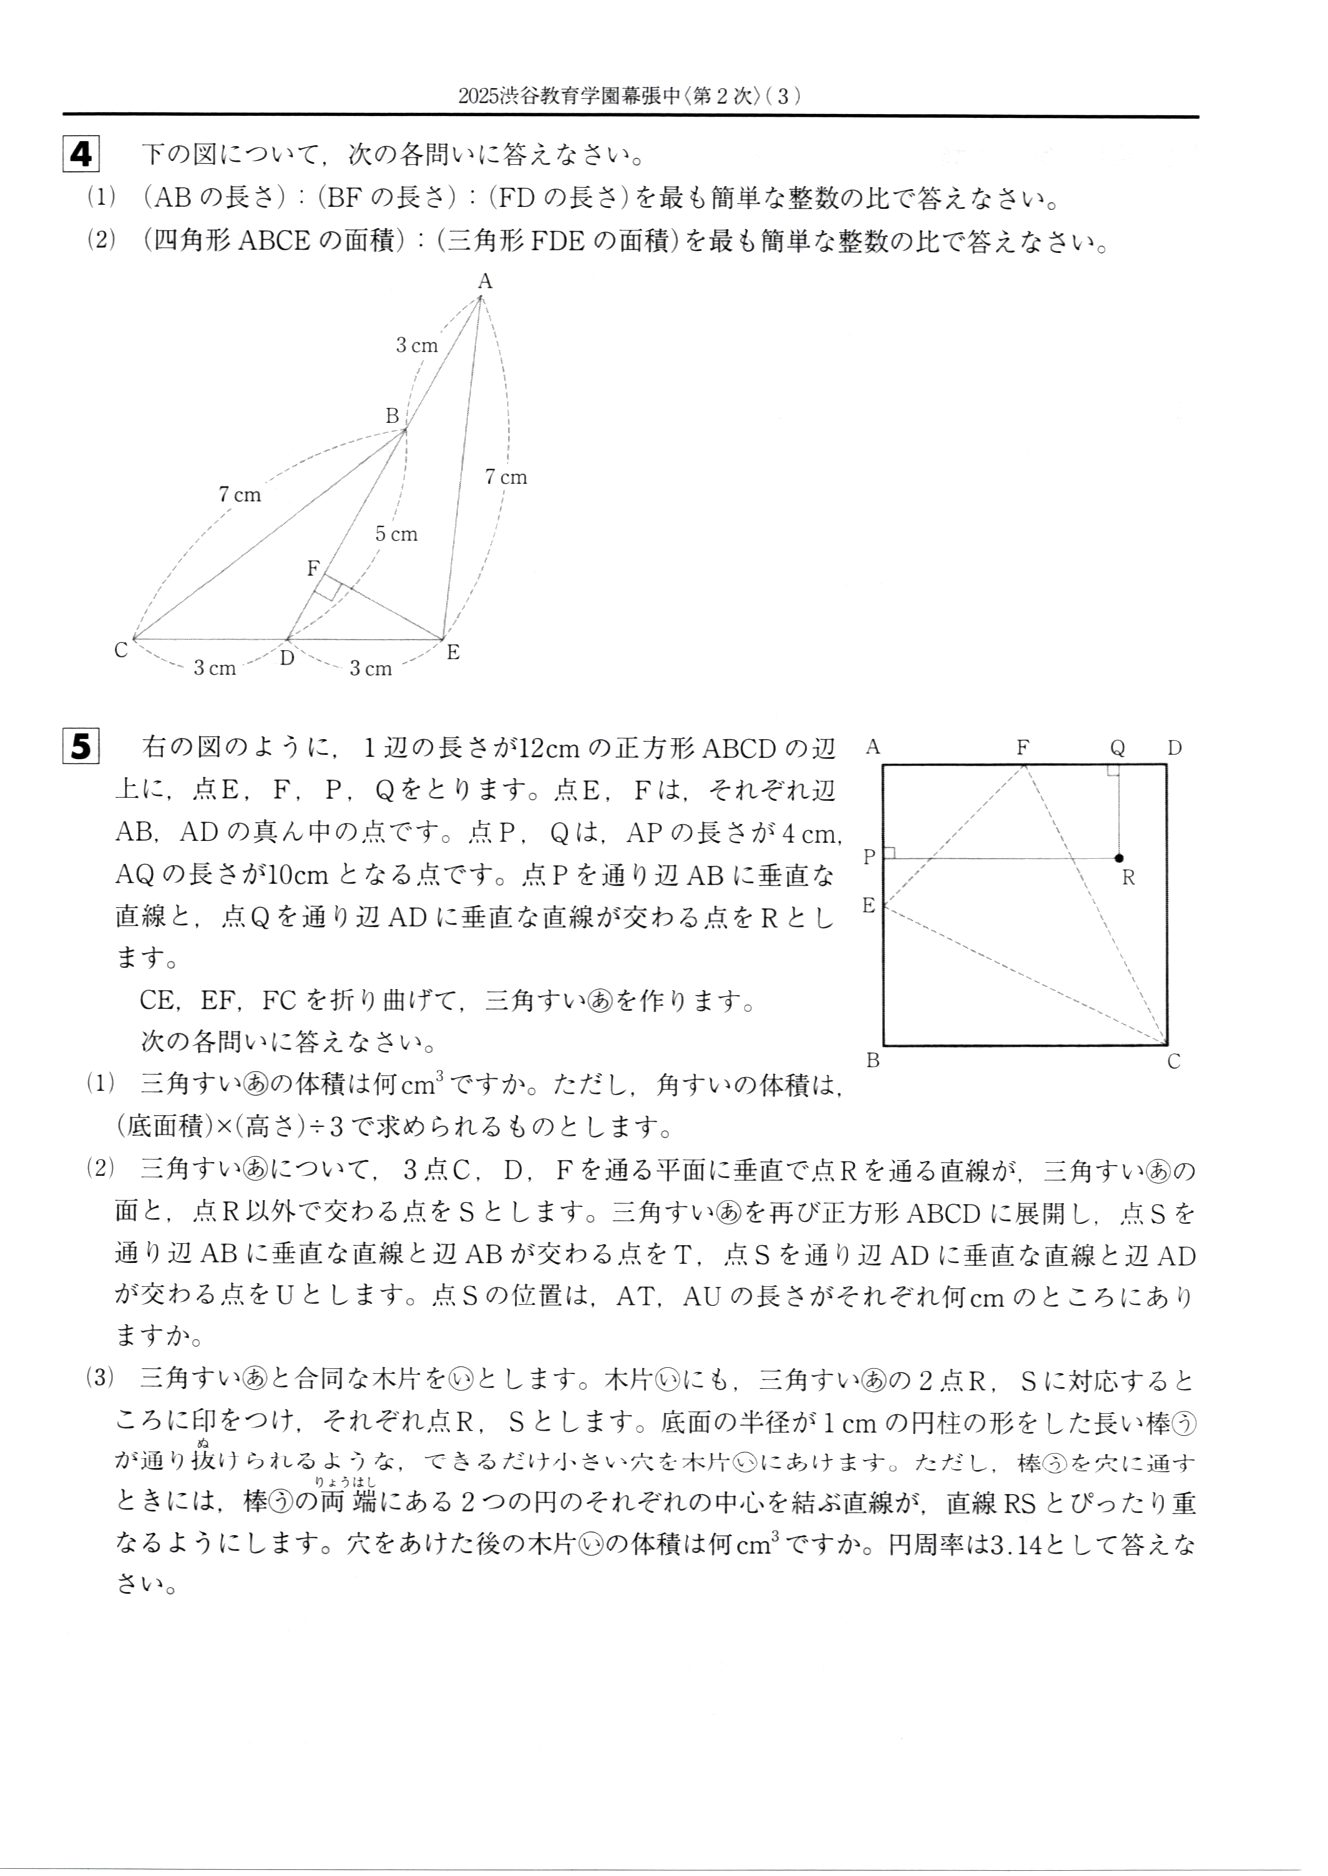 2025渋谷教育学園幕張中〈第2次〉(3)
4 下の図について，次の各問いに答えなさい。
(1) (ABの長さ)：(BFの長さ)：(FDの長さ)を最も簡単な整数の比で答えなさい。
(2) (四角形ABCEの面積)：(三角形FDEの面積)を最も簡単な整数の比で答えなさい。
A
3cm
B
7cm
7cm
5cm
F
C
D
E
3cm
3cm
5 右の図のように，1辺の長さが12cmの正方形ABCDの辺
上に，点E，F，P，Qをとります。点E，Fは，それぞれ辺
AB，ADの真ん中の点です。点P，Qは，APの長さが4cm,
AQの長さが10cmとなる点です。点Pを通り辺ABに垂直な
直線と，点Qを通り辺ADに垂直な直線が交わる点をRとし
ます。
CE，EF，FCを折り曲げて，三角すい㋐を作ります。
次の各問いに答えなさい。
A
F
Q
D
P
R
E
B
C
(1) 三角すいあの体積は何cm³ですか。ただし，角すいの体積は，
(底面積)×(高さ)÷3で求められるものとします。
(2) 三角すいあについて，3点C，D，Fを通る平面に垂直で点Rを通る直線が，三角すいあの
面と，点R以外で交わる点をSとします。三角すいあを再び正方形ABCDに展開し，点Sを
通り辺ABに垂直な直線と辺ABが交わる点をT，点Sを通り辺ADに垂直な直線と辺AD
が交わる点をUとします。点Sの位置は，AT，AUの長さがそれぞれ何cmのところにあり
ますか。
(3) 三角すいあと合同な木片をいとします。木片いにも，三角すいあの2点R，Sに対応すると
ころに印をつけ，それぞれ点R，Sとします。底面の半径が1cmの円柱の形をした長い棒う
が通り抜けられるような，できるだけ小さい穴を木片いにあけます。ただし，棒うを穴に通す
ときには，棒うの両端にある2つの円のそれぞれの中心を結ぶ直線が，直線RSとぴったり重
なるようにします。穴をあけた後の木片いの体積は何cm³ですか。円周率は3.14として答えな
さい。